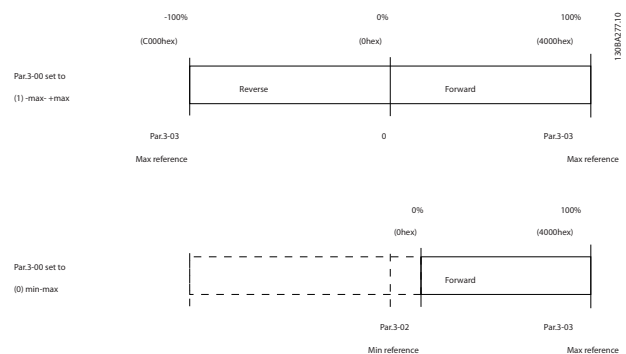 -100% 0% 100%
(C000hex) (0hex) (4000hex)
130BA277.10
Par.3-00 set to
(1) -max- +max
Reverse Forward
Par.3-03 0 Par.3-03
Max reference Max reference
0% 100%
(0hex) (4000hex)
Par.3-00 set to
(0) min-max
Forward
Par.3-02 Par.3-03
Min reference Max reference